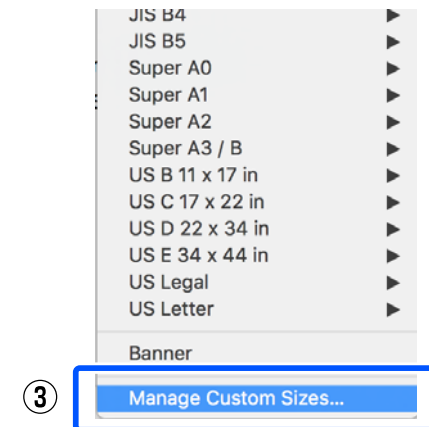 JIS B4
JIS B5
Super A0
Super A1
Super A2
Super A3 / B
US B 11 x 17 in
US C 17 x 22 in
US D 22 x 34 in
US E 34 x 44 in
US Legal
US Letter
Banner
③ Manage Custom Sizes...